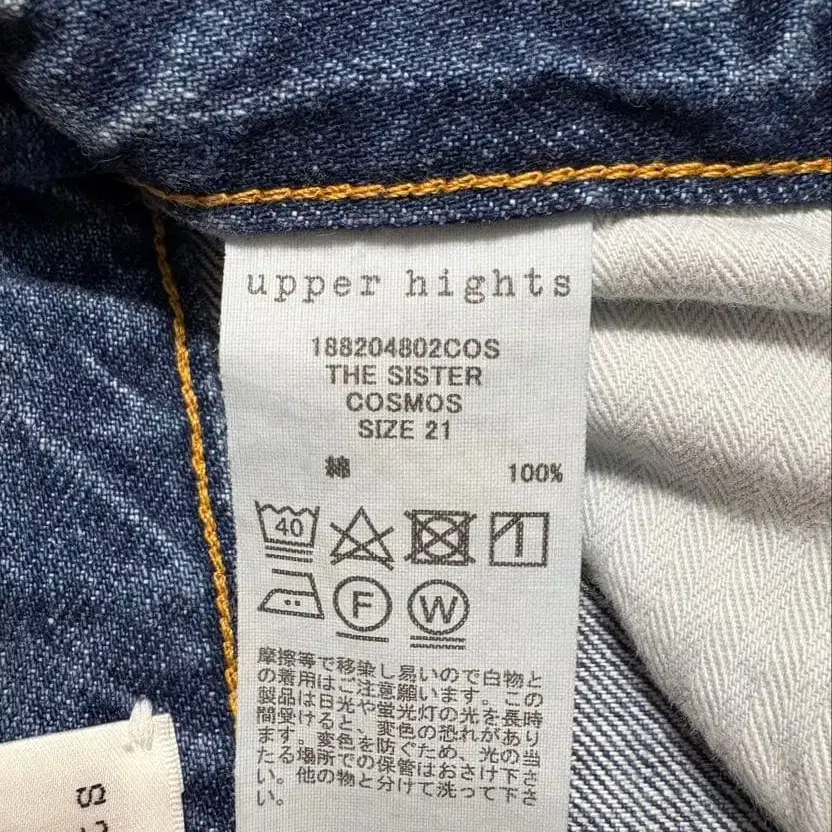 upper hights
188204802COS
THE SISTER
COSMOS
SIZE 21
綿 100%
40
F W
摩擦等で移染し易いので白物と
の着用はご注意願います。この
製品は日光や蛍光灯の光を長時
間受けると、変色の恐れがあり
ます。変色を防ぐため、光の当
たる場所での保管はおさけ下さ
い。他の物と分けて洗って下さ
い。